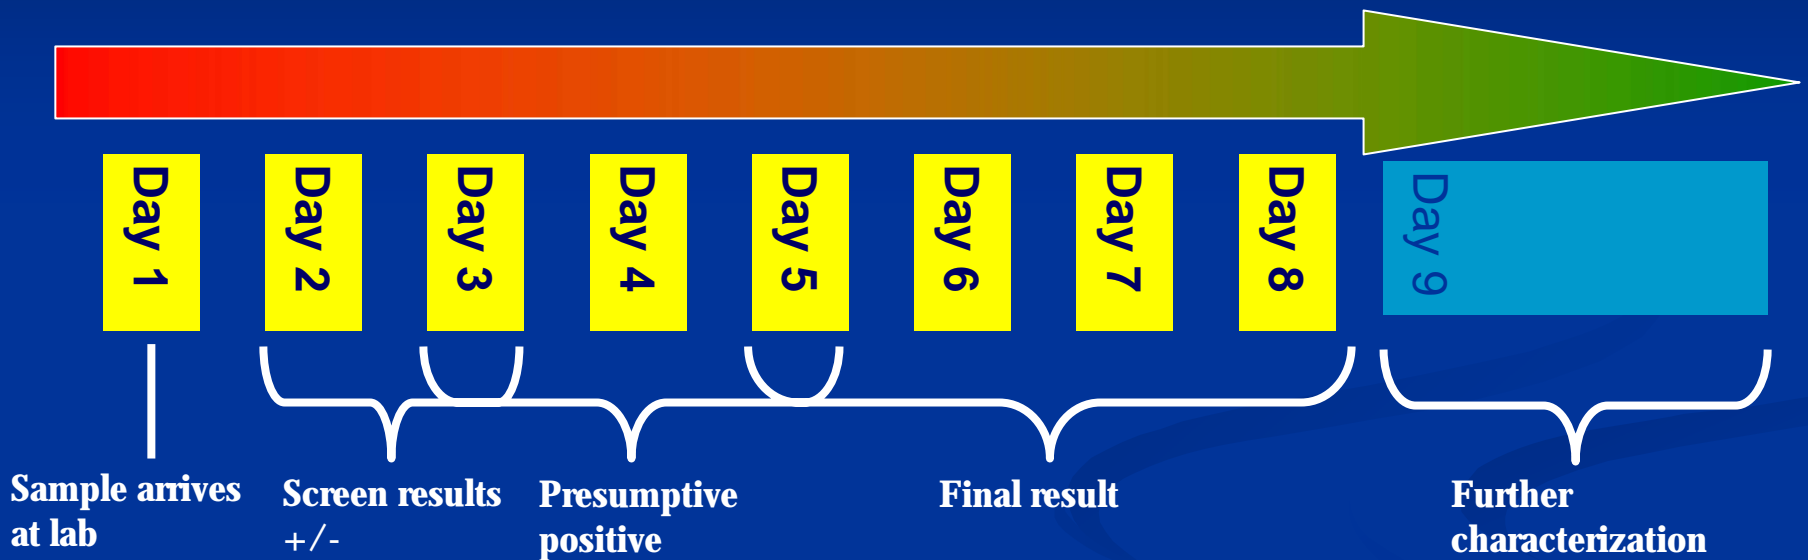 Day 1
Day 2
Day 3
Day 4
Day 5
Day 6
Day 7
Day 8
Day 9
Sample arrives
at lab
Screen results
+/-
Presumptive
positive
Final result
Further
characterization